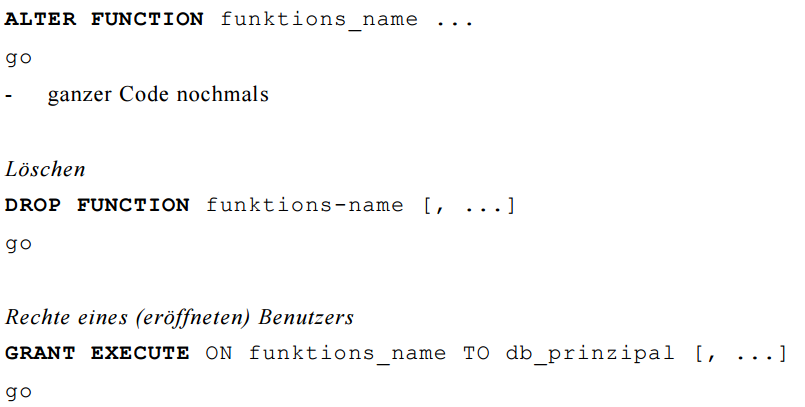 ALTER FUNCTION funktions_name ...
go
- ganzer Code nochmals
Löschen
DROP FUNCTION funktions-name [, ...]
go
Rechte eines (eröffneten) Benutzers
GRANT EXECUTE ON funktions_name TO db_prinzipal [, ...]
go